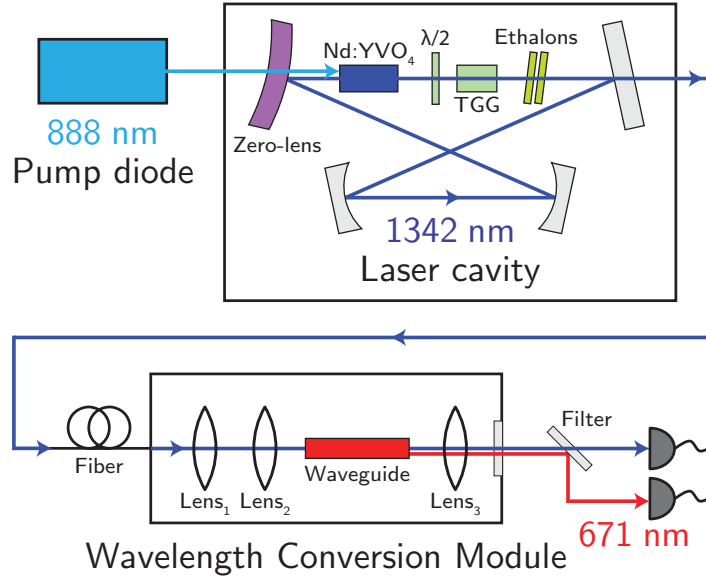 Nd:YVO₄
λ/2
Ethalons
TGG
888 nm
Pump diode
Zero-lens
1342 nm
Laser cavity
Fiber
Filter
Waveguide
Lens₁
Lens₂
Lens₃
671 nm
Wavelength Conversion Module